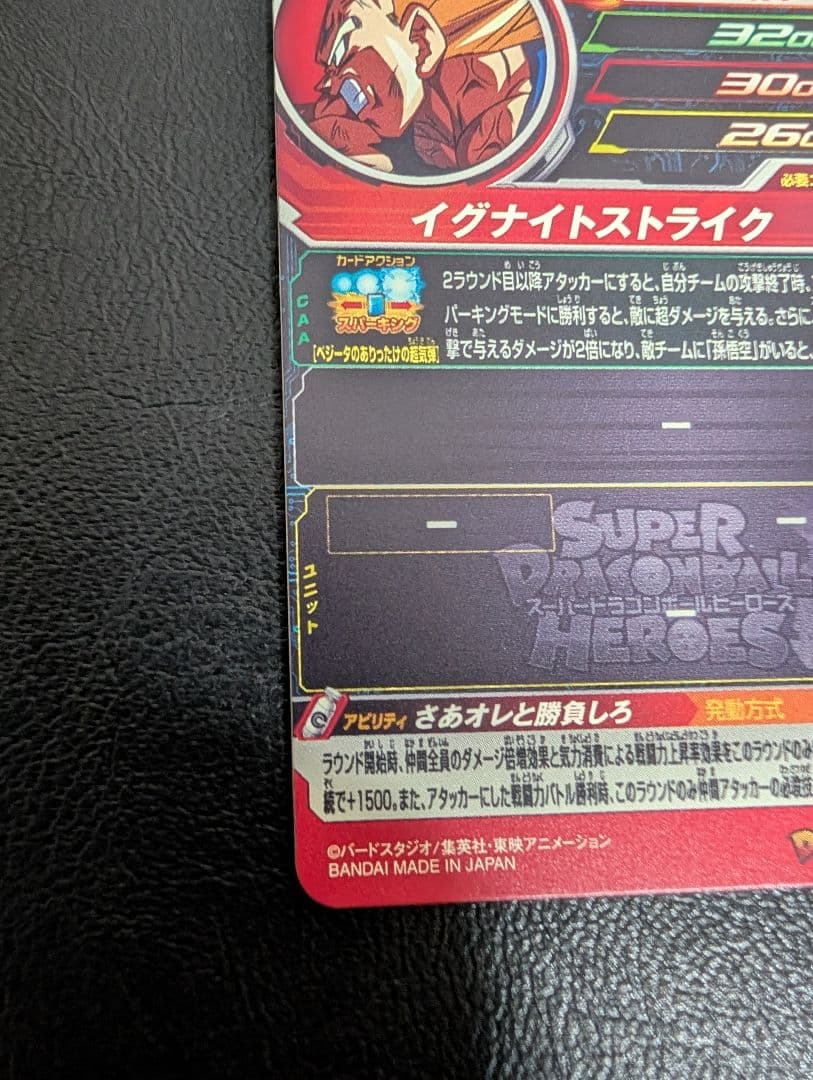 320
300
260
必要
イグナイトストライク
カードアクション
スパーキング
[ベジータのありったけの超気弾]
CAA
2ラウンド目以降アタッカーにすると、自分チームの攻撃終了時、
パーキングモードに勝利すると、敵に超ダメージを与える。さらに
撃で与えるダメージが2倍になり、敵チームに「孫悟空」がいると、
ー
ー
ー
ユニット
SUPER
DRAGONBALL
スーパードラゴンボールヒーローズ
HEROES
アビリティ さあオレと勝負しろ 発動方式
ラウンド開始時、仲間全員のダメージ倍増効果と気力消費による戦闘力上昇率効果をこのラウンドのみ
続で+1500。また、アタッカーにした戦闘力バトル勝利時、このラウンドのみ仲間アタッカーの必殺技
©バードスタジオ/集英社・東映アニメーション
BANDAI MADE IN JAPAN